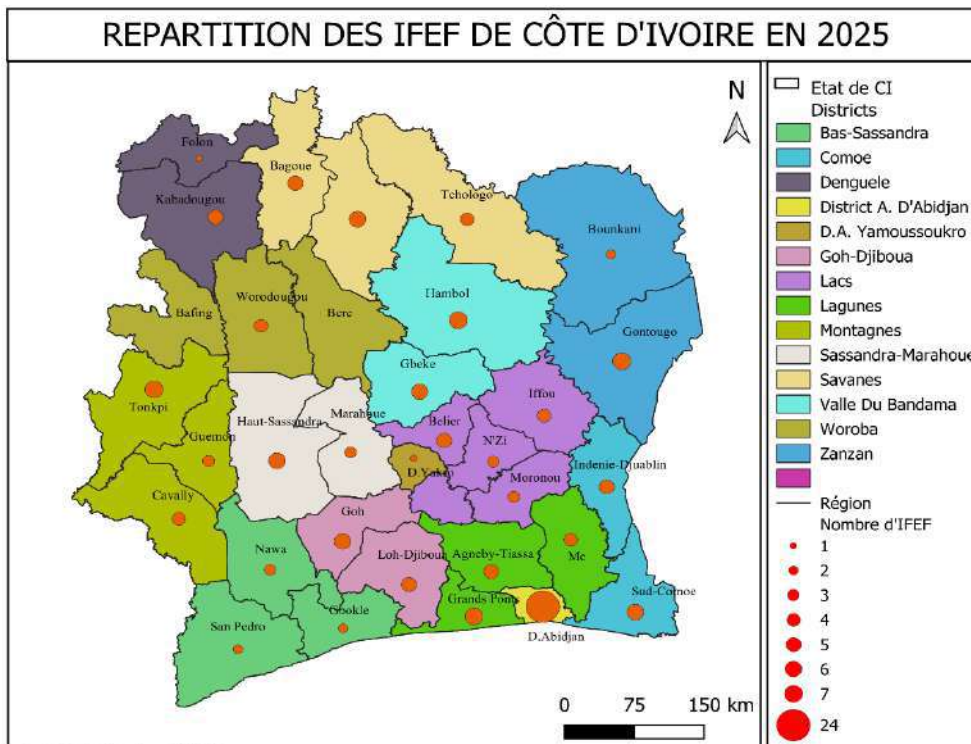 REPARTITION DES IFEF DE CÔTE D'IVOIRE EN 2025
N
Folon
Bagoue
Kabadougou
Tchologo
Bounkani
Worodougou
Bere
Bafing
Hambol
Gontougo
Gbeke
Iffou
Tonkpi
Haut-Sassandra
Marahoue
Belier
N'Zi
Guemon
D.Yakro
Indenie-Djuablin
Moronou
Cavally
Goh
Nawa
Loh-Djiboua
Agneby-Tiassa
Me
Gbokle
Grands Ponts
Sud-Comoe
San Pedro
D.Abidjan
0 75 150 km
Etat de CI
Districts
Bas-Sassandra
Comoe
Denguele
District A. D'Abidjan
D.A. Yamoussoukro
Goh-Djiboua
Lacs
Lagunes
Montagnes
Sassandra-Marahoue
Savanes
Valle Du Bandama
Woroba
Zanzan
Région
Nombre d'IFEF
1
2
3
4
5
6
7
24